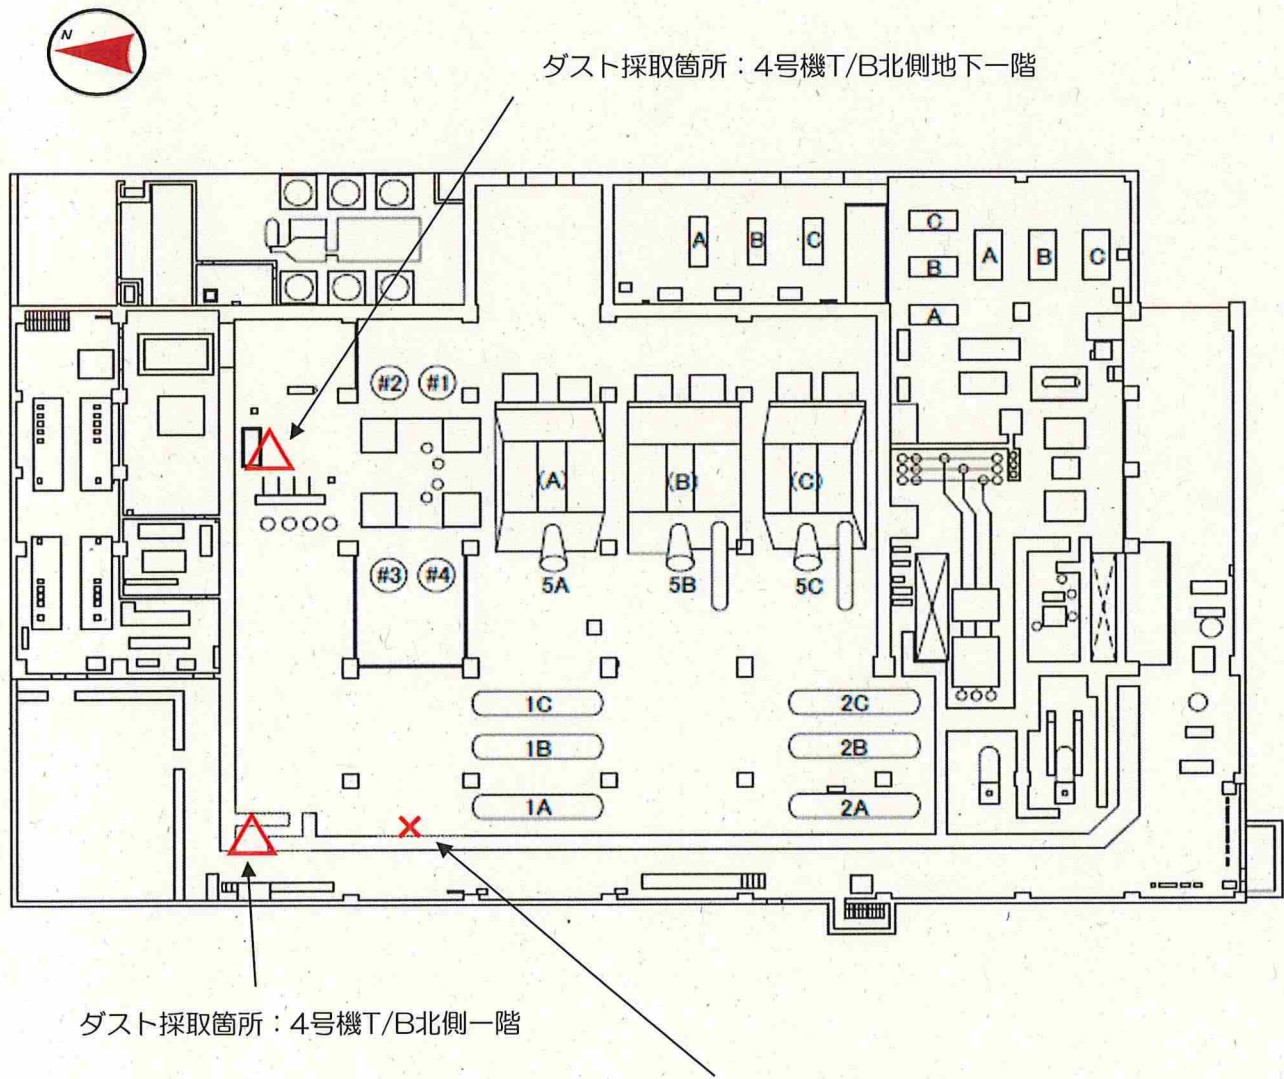 N
ダスト採取箇所：4号機T/B北側地下一階
A B C
C
B
A
A B C
#2 #1
(A) (B) (C)
#3 #4
5A 5B 5C
1C 2C
1B 2B
1A 2A
ダスト採取箇所：4号機T/B北側一階